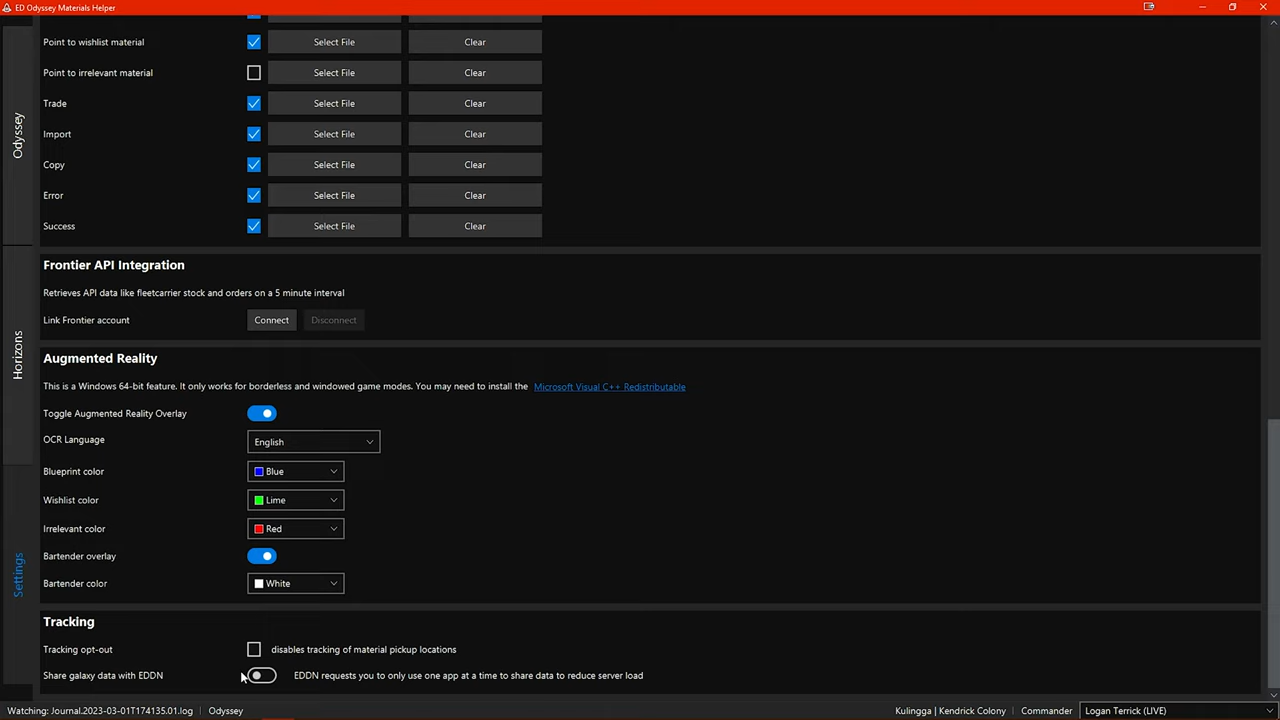 ED Odyssey Materials Helper
Point to wishlist material Select File Clear
Point to irrelevant material Select File Clear
Trade Select File Clear
Import Select File Clear
Copy Select File Clear
Error Select File Clear
Success Select File Clear
Odyssey
Horizons
Settings
Frontier API Integration
Retrieves API data like fleetcarrier stock and orders on a 5 minute interval
Link Frontier account Connect Disconnect
Augmented Reality
This is a Windows 64-bit feature. It only works for borderless and windowed game modes. You may need to install the Microsoft Visual C++ Redistributable
Toggle Augmented Reality Overlay
OCR Language English
Blueprint color Blue
Wishlist color Lime
Irrelevant color Red
Bartender overlay
Bartender color White
Tracking
Tracking opt-out disables tracking of material pickup locations
Share galaxy data with EDDN EDDN requests you to only use one app at a time to share data to reduce server load
Watching: Journal.2023-03-01T174135.01.log Odyssey Kulingga | Kendrick Colony Commander Logan Terrick (LIVE)